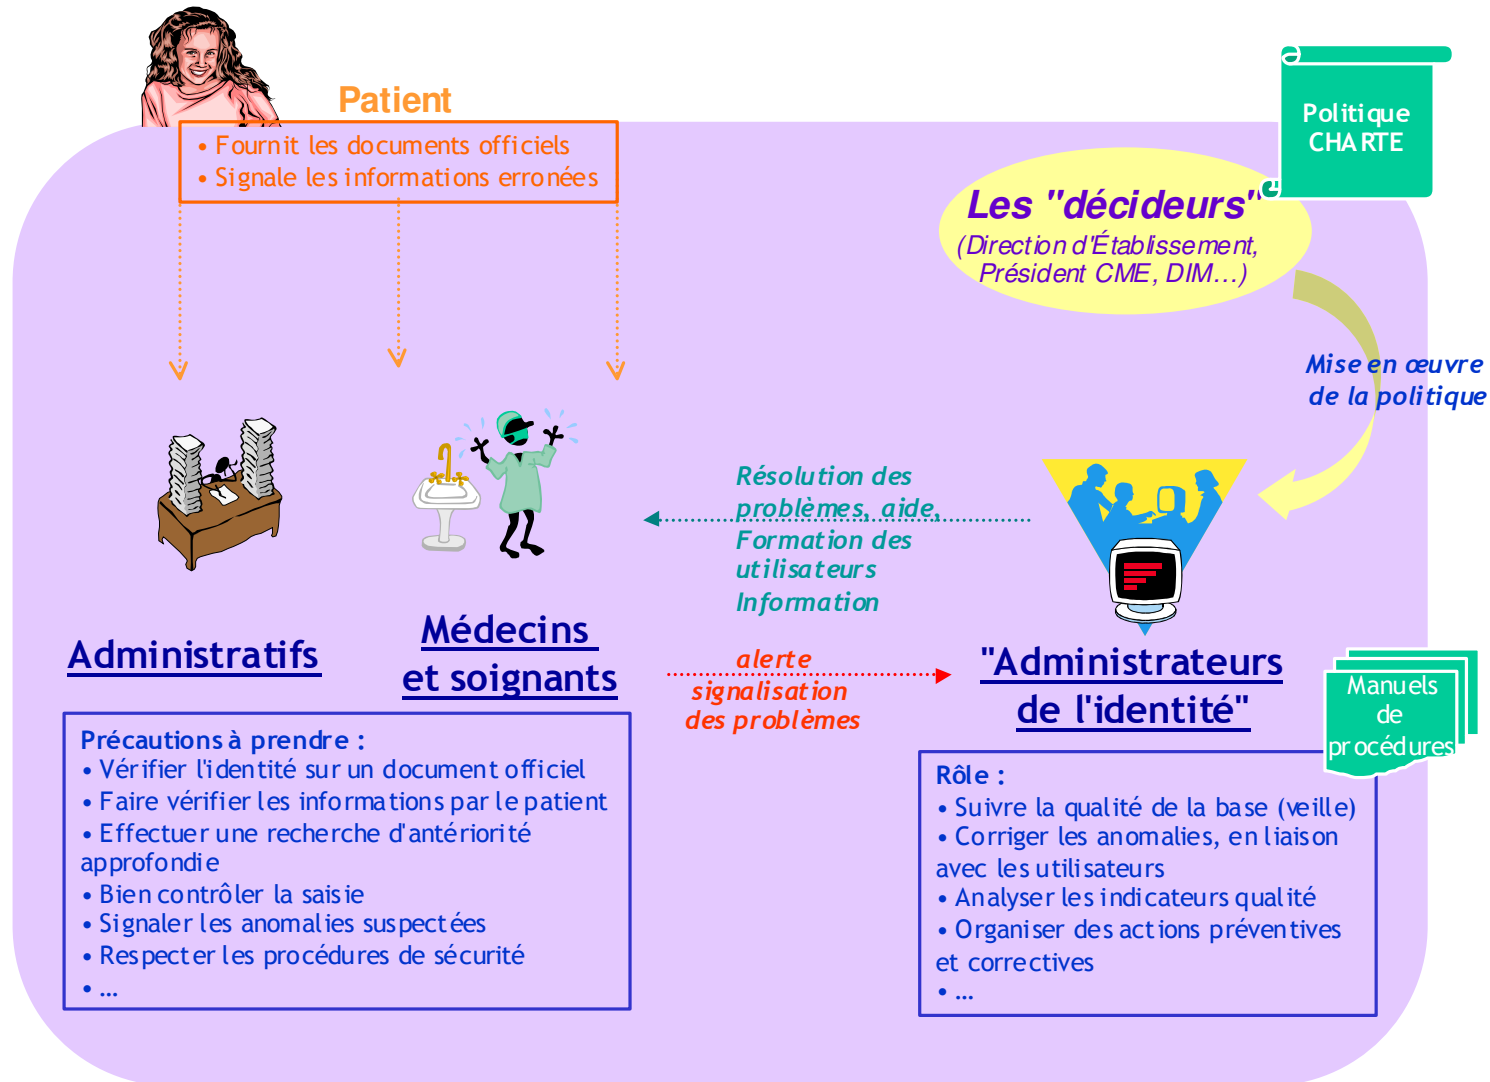 Patient
• Fournit les documents officiels
• Signale les informations erronées
Politique
CHARTE
Les "décideurs"
(Direction d'Établissement,
Président CME, DIM…)
Mise en œuvre
de la politique
Résolution des
problèmes, aide,
Formation des
utilisateurs
Information
Administratifs
Médecins
et soignants
alerte
signalisation
des problèmes
"Administrateurs
de l'identité"
Manuels
de
procédures
Précautions à prendre :
• Vérifier l'identité sur un document officiel
• Faire vérifier les informations par le patient
• Effectuer une recherche d'antériorité
approfondie
• Bien contrôler la saisie
• Signaler les anomalies suspectées
• Respecter les procédures de sécurité
• …
Rôle :
• Suivre la qualité de la base (veille)
• Corriger les anomalies, en liaison
avec les utilisateurs
• Analyser les indicateurs qualité
• Organiser des actions préventives
et correctives
• …